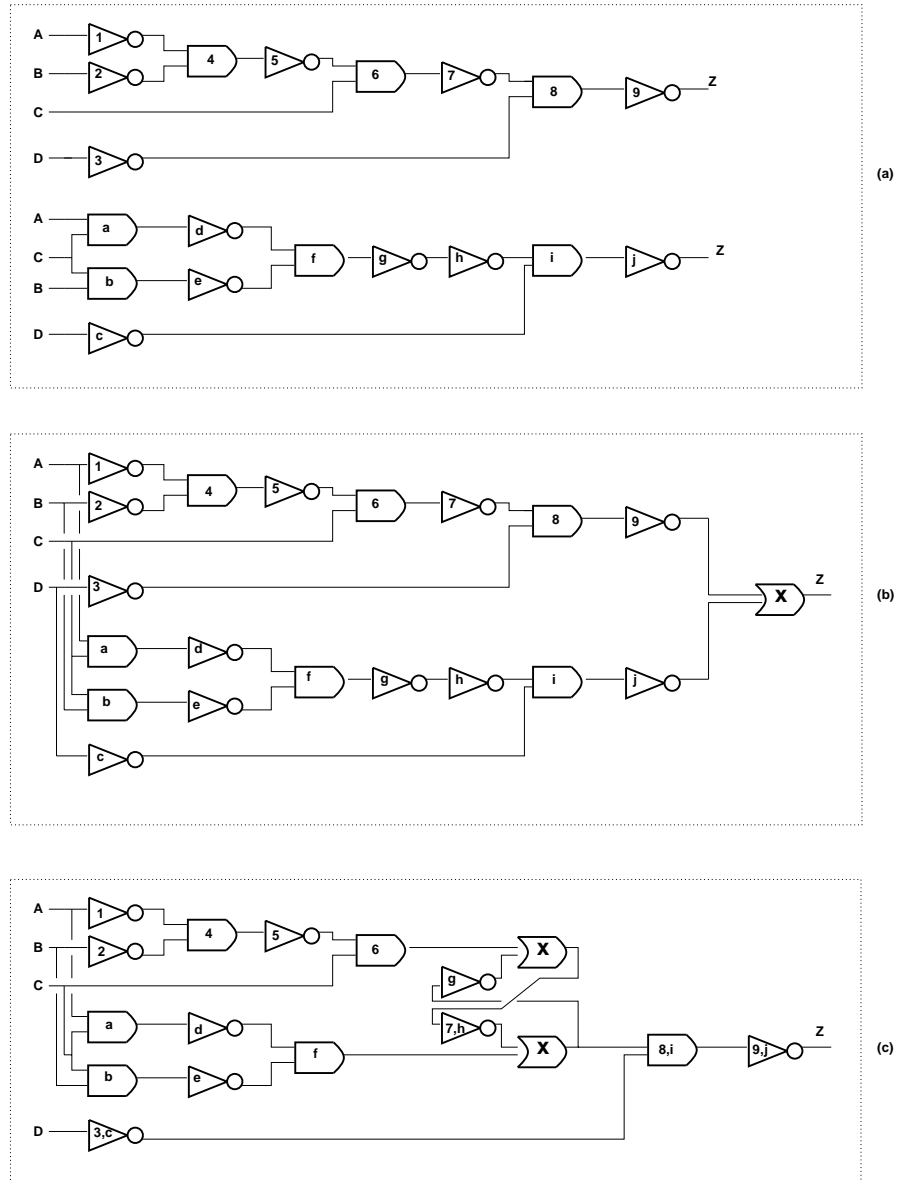 A 1
4 5
6 7
8 9 Z
B 2
C
D 3
(a)
A a d
f g h i j Z
C
b e
B
D c
A 1
4 5
6 7
8 9
B 2
C
D 3
X Z
(b)
a d
f g h i j
b e
c
A 1
4 5
6 X
B 2
C
g
a d
7,h
f X 8,i 9,j Z
(c)
b e
D 3,c